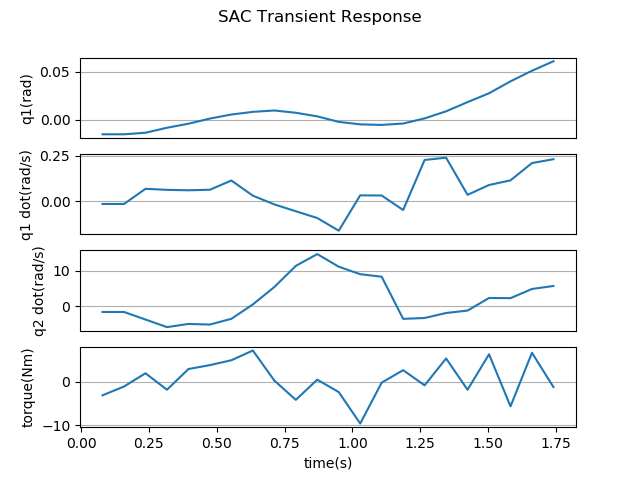 SAC Transient Response
q1(rad)
0.05
0.00
q1 dot(rad/s)
0.25
0.00
q2 dot(rad/s)
10
0
torque(Nm)
0
−10
0.00 0.25 0.50 0.75 1.00 1.25 1.50 1.75
time(s)